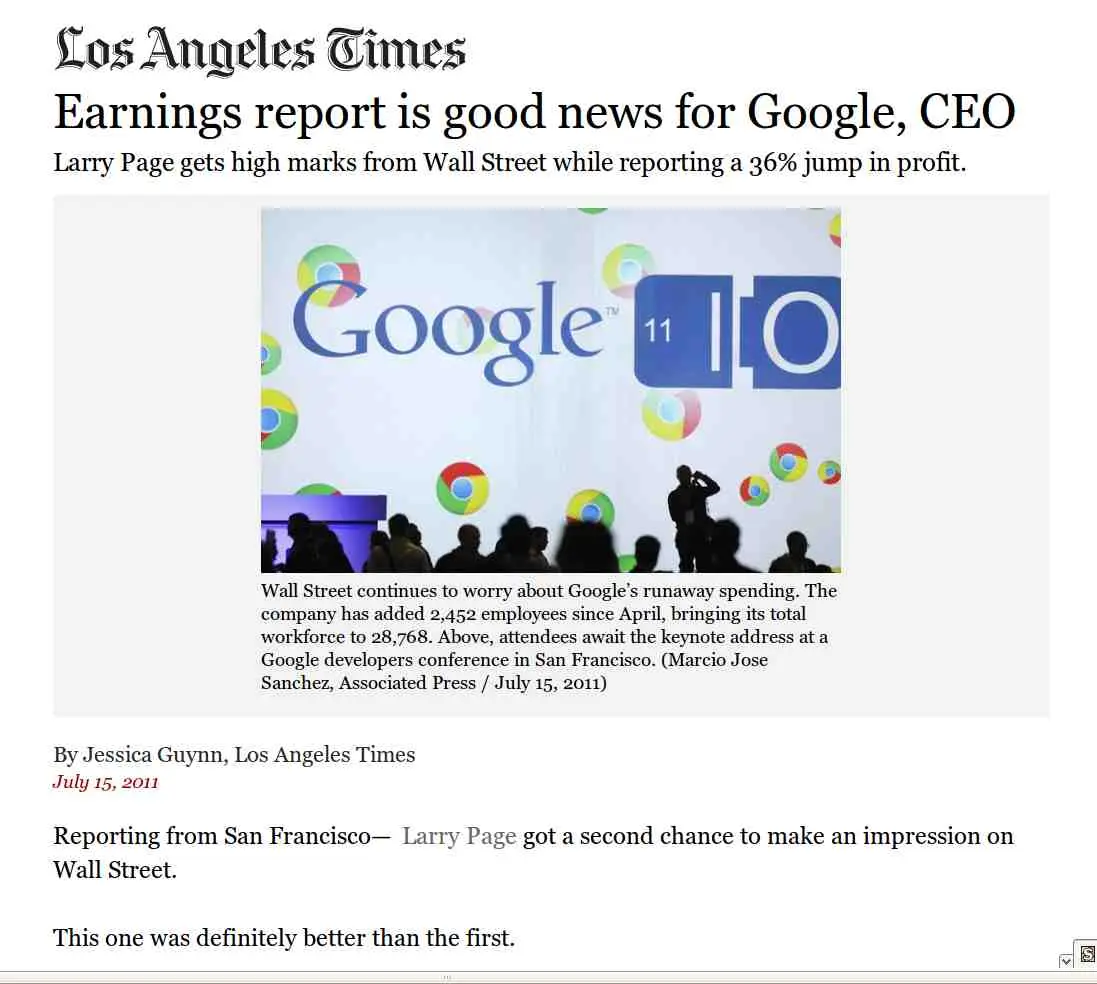 Los Angeles Times
Earnings report is good news for Google, CEO
Larry Page gets high marks from Wall Street while reporting a 36% jump in profit.
Google™ 11 IO
Wall Street continues to worry about Google’s runaway spending. The
company has added 2,452 employees since April, bringing its total
workforce to 28,768. Above, attendees await the keynote address at a
Google developers conference in San Francisco. (Marcio Jose
Sanchez, Associated Press / July 15, 2011)
By Jessica Guynn, Los Angeles Times
July 15, 2011
Reporting from San Francisco— Larry Page got a second chance to make an impression on
Wall Street.
This one was definitely better than the first.
S